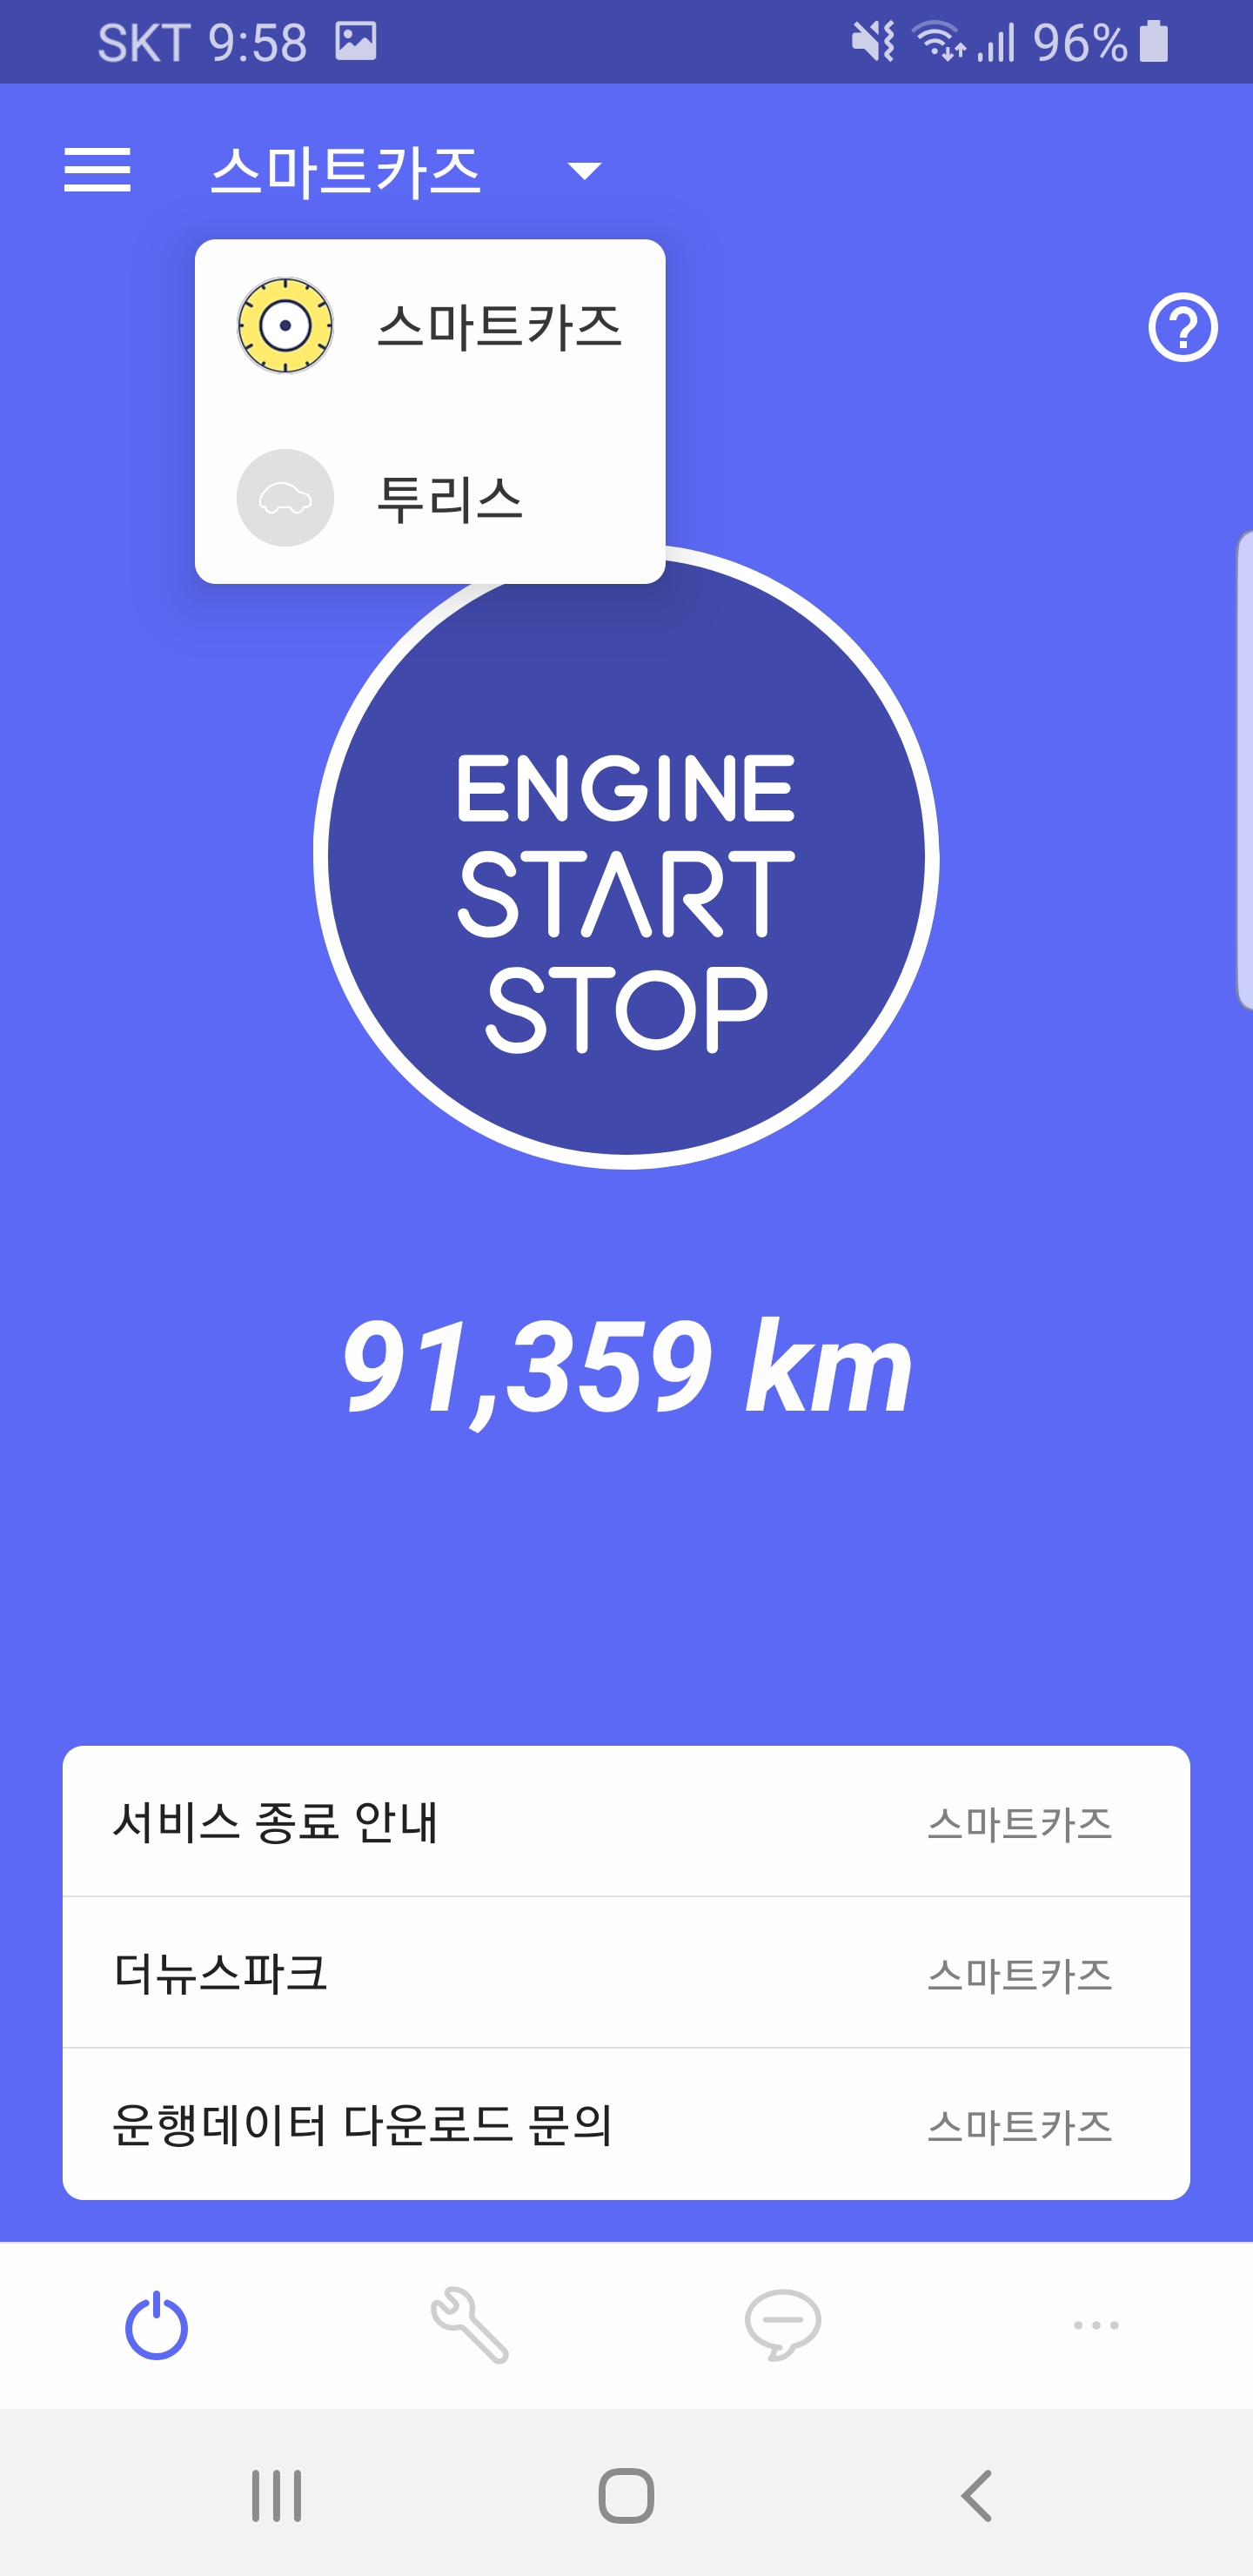 SKT 9:58 96%
스마트카즈
스마트카즈
투리스
ENGINE
START
STOP
91,359 km
서비스 종료 안내 스마트카즈
더뉴스파크 스마트카즈
운행데이터 다운로드 문의 스마트카즈